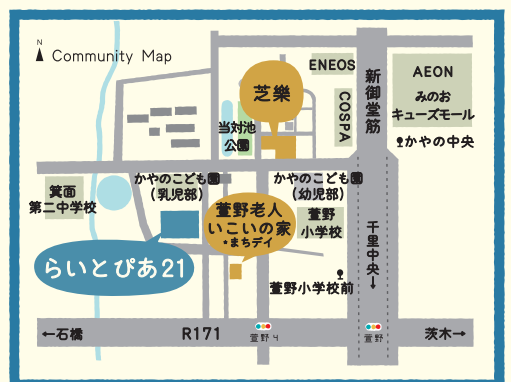 N
Community Map
ENEOS
COSPA
新御堂筋
AEON
みのお
キューズモール
かやの中央
芝樂
当対池
公園
かやのこども園
（乳児部）
かやのこども園
（幼児部）
箕面
第二中学校
萱野老人
いこいの家
・まちデイ
萱野
小学校
千里中央→
らいとぴあ21
萱野小学校前
←石橋
R171
萱野4
萱野
茨木→